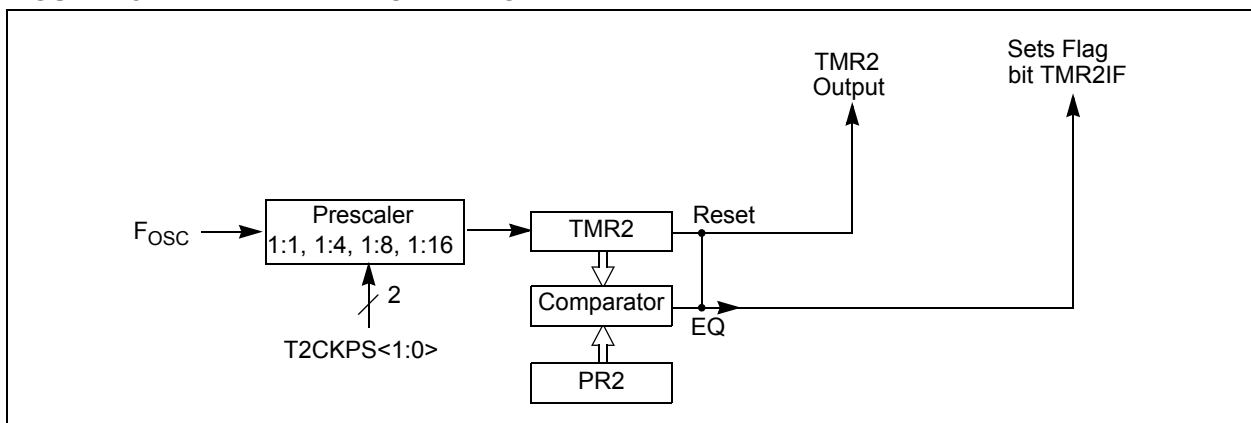 TMR2
Output
Sets Flag
bit TMR2IF
F_OSC
Prescaler
1:1, 1:4, 1:8, 1:16
TMR2
Reset
2
Comparator
EQ
T2CKPS<1:0>
PR2